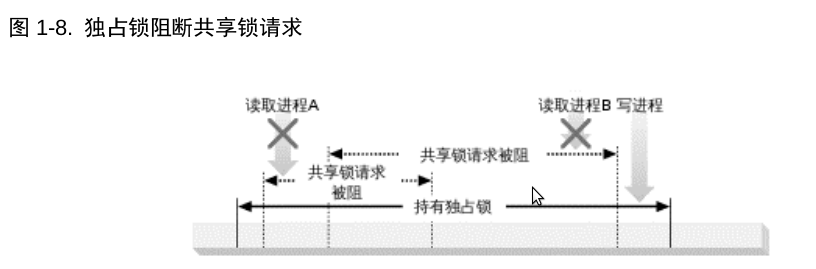 图 1-8. 独占锁阻断共享锁请求
读取进程A
读取进程B 写进程
共享锁请求被阻
共享锁请求
被阻
持有独占锁